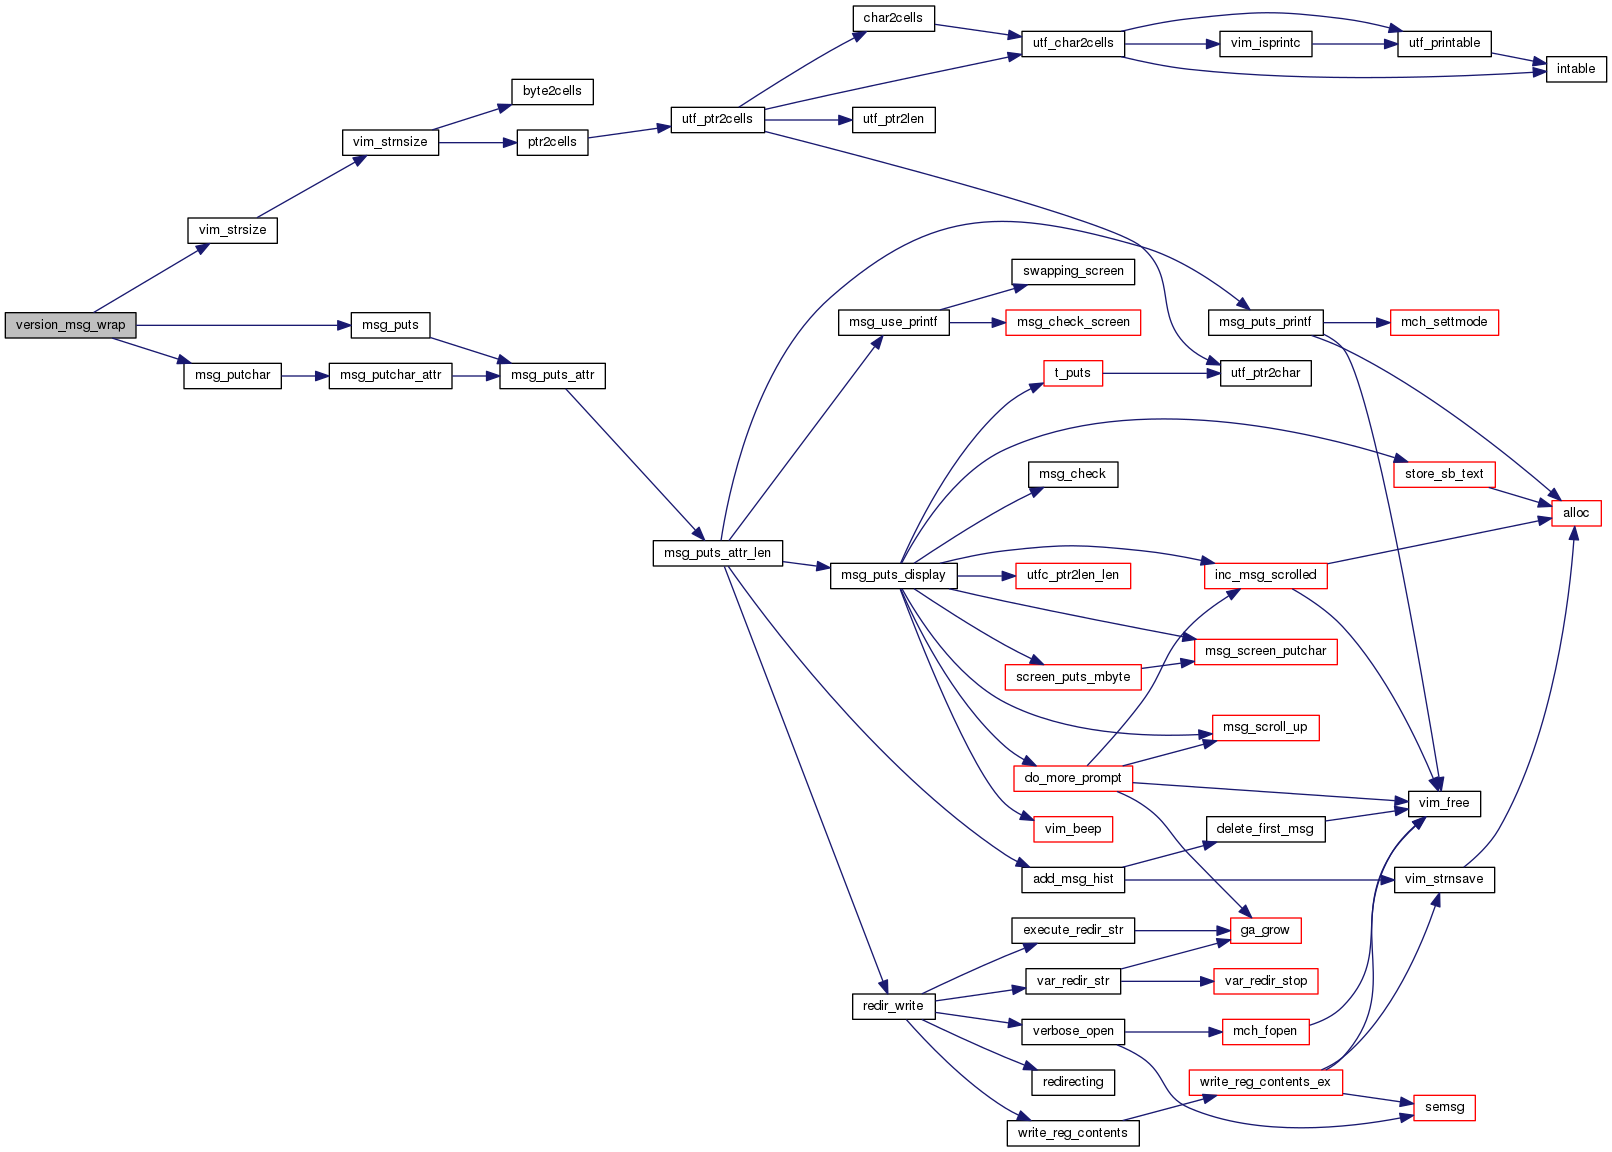 char2cells
utf_char2cells
vim_isprintc
utf_printable
intable
byte2cells
utf_ptr2cells
utf_ptr2len
vim_strnsize
ptr2cells
vim_strsize
swapping_screen
version_msg_wrap
msg_puts
msg_use_printf
msg_check_screen
msg_puts_printf
mch_settmode
msg_putchar
msg_putchar_attr
msg_puts_attr
t_puts
utf_ptr2char
msg_check
store_sb_text
alloc
msg_puts_attr_len
msg_puts_display
utfc_ptr2len_len
inc_msg_scrolled
msg_screen_putchar
screen_puts_mbyte
msg_scroll_up
do_more_prompt
vim_free
vim_beep
delete_first_msg
add_msg_hist
vim_strnsave
execute_redir_str
ga_grow
var_redir_str
var_redir_stop
redir_write
verbose_open
mch_fopen
redirecting
write_reg_contents_ex
semsg
write_reg_contents